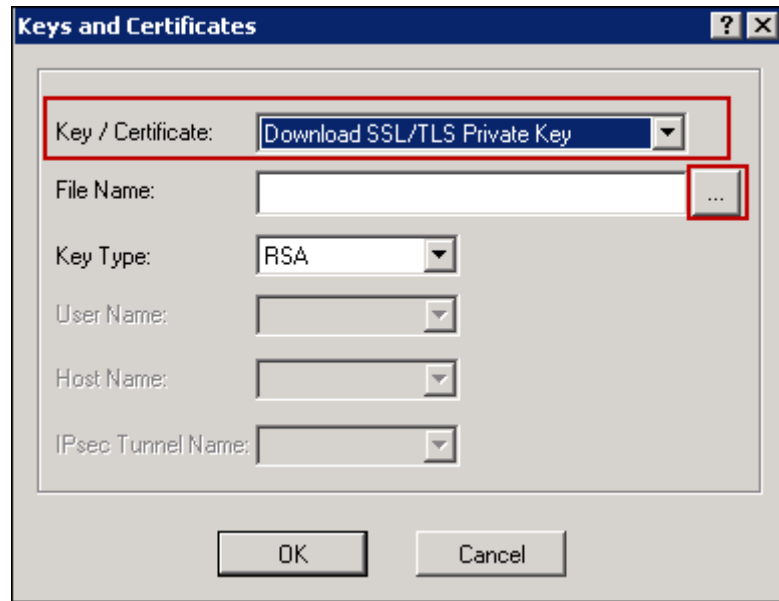 Keys and Certificates
Key / Certificate: Download SSL/TLS Private Key
File Name: ...
Key Type: RSA
User Name:
Host Name:
IPsec Tunnel Name:
OK Cancel